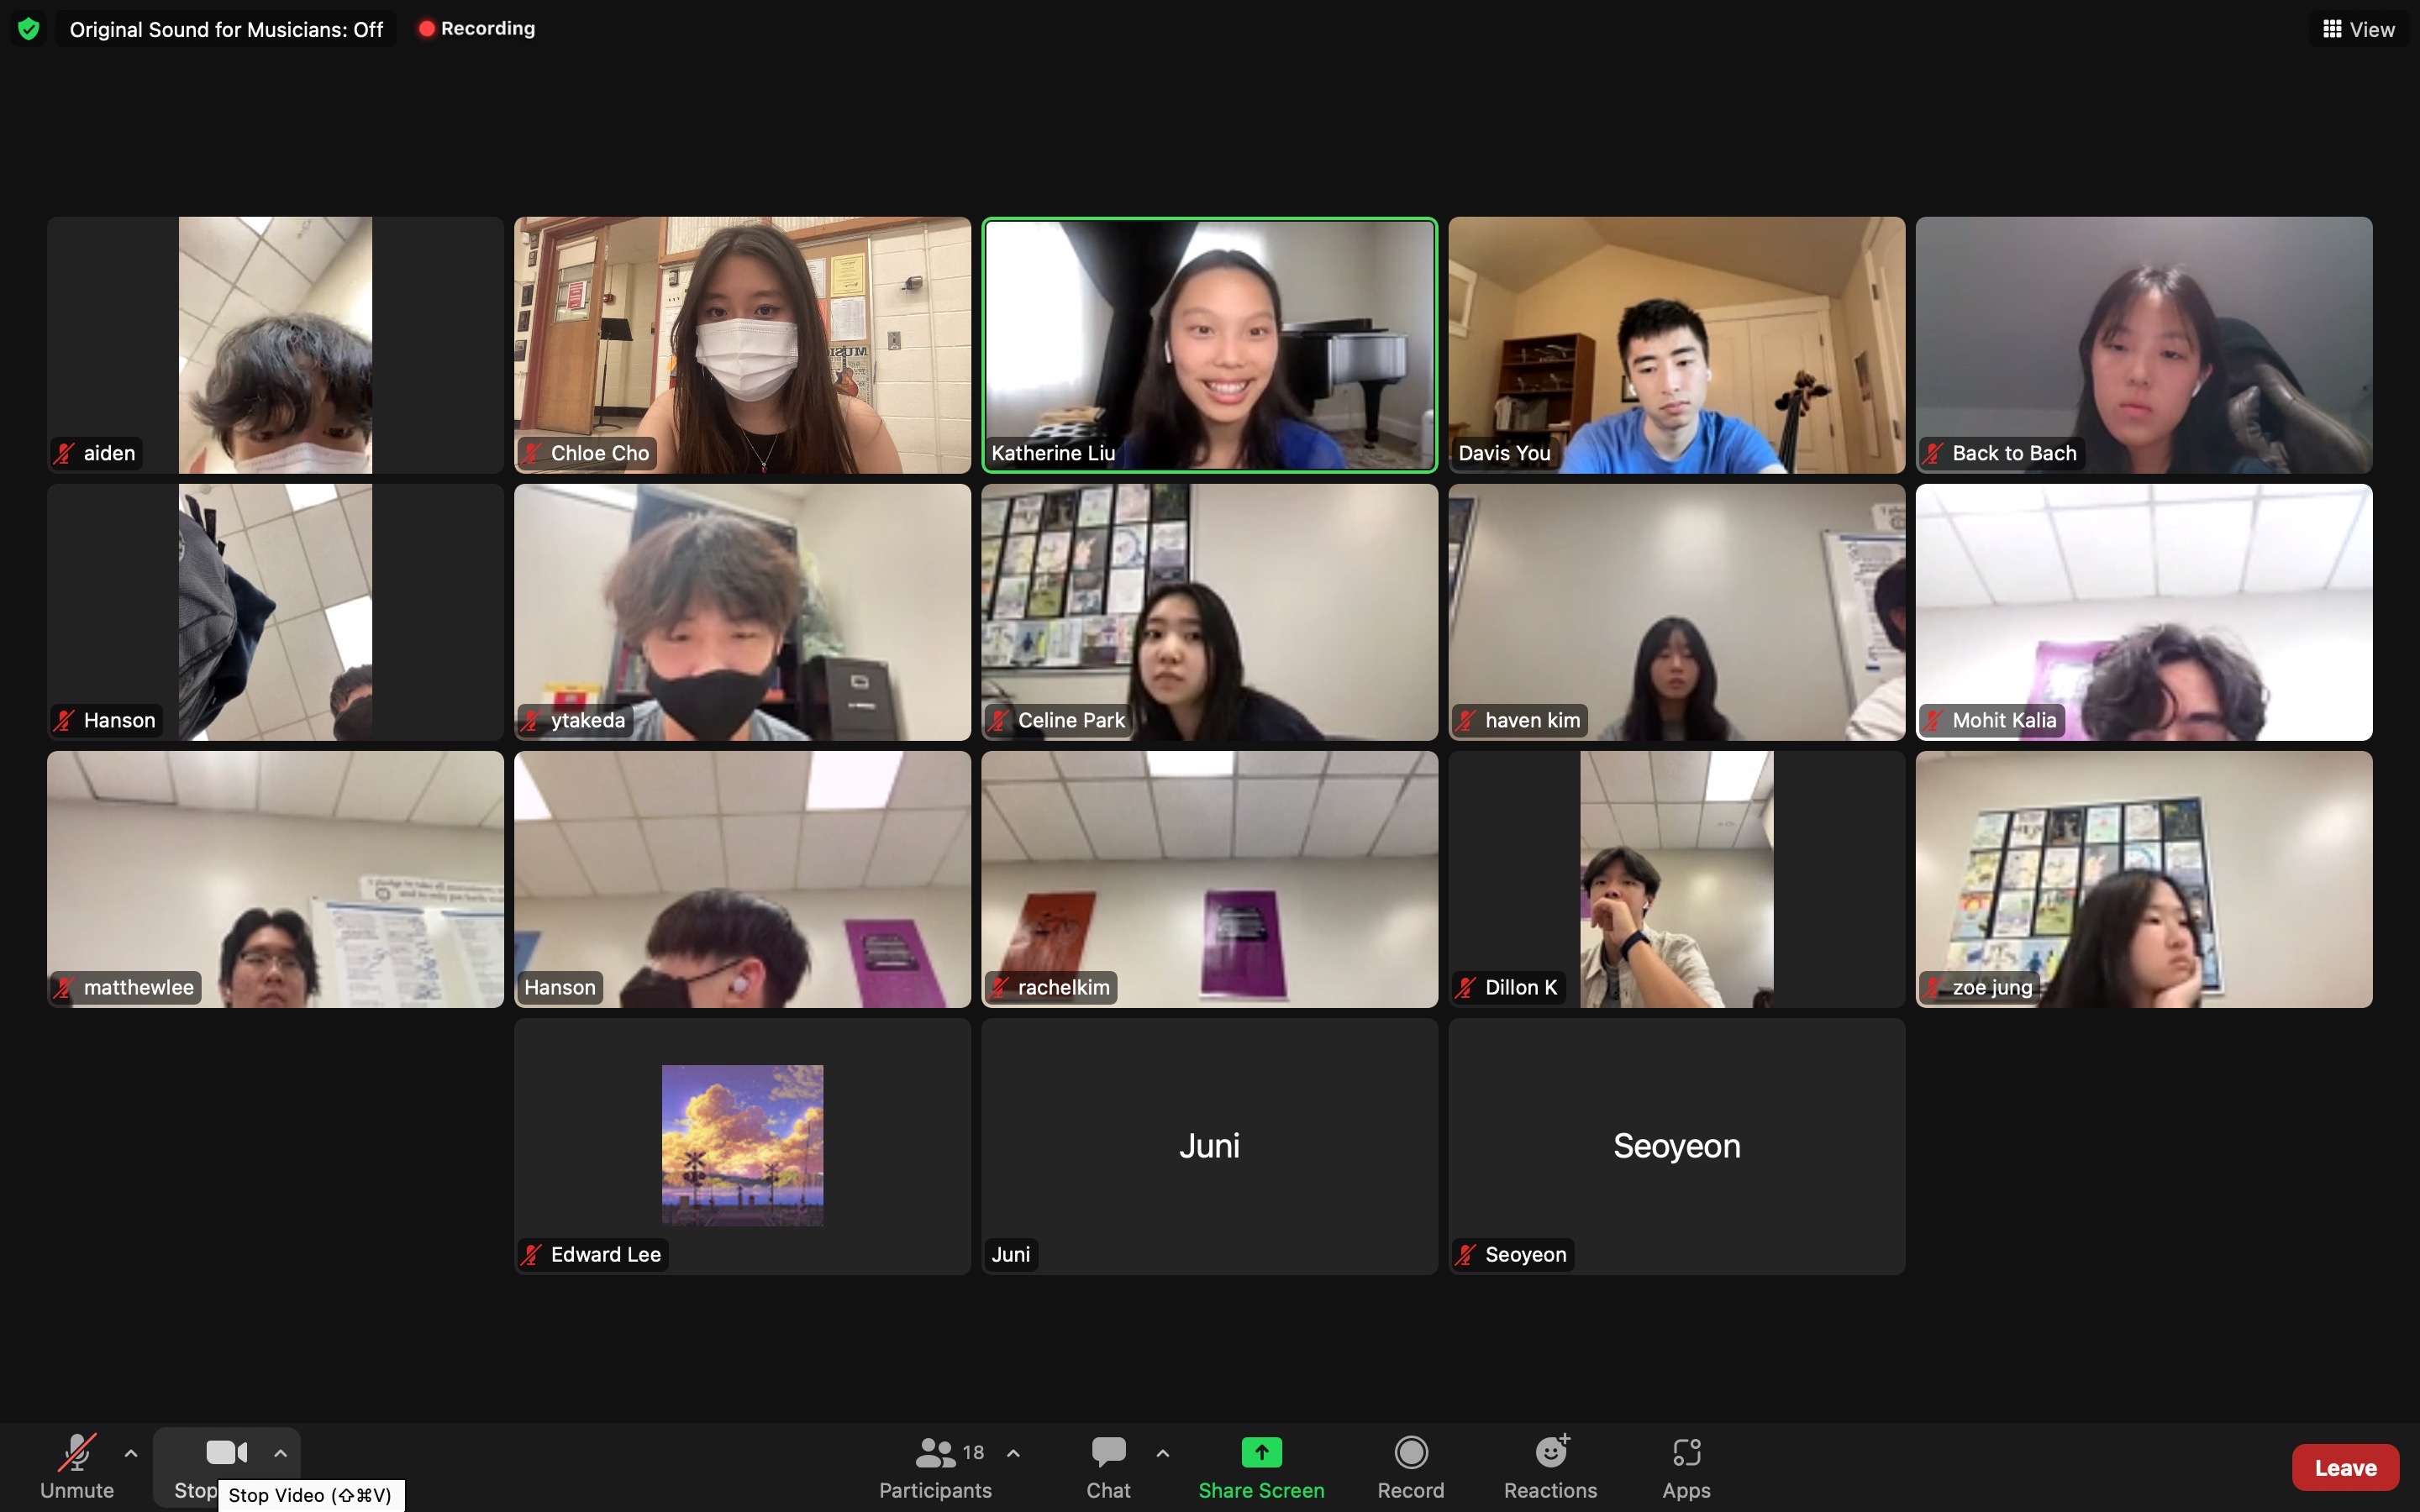 Original Sound for Musicians: Off
Recording
View
aiden
Chloe Cho
Katherine Liu
Davis You
Back to Bach
Hanson
ytakeda
Celine Park
haven kim
Mohit Kalia
matthewlee
Hanson
rachelkim
Dillon K
zoe jung
Edward Lee
Juni
Juni
Seoyeon
Seoyeon
Unmute
Stop
Stop Video (⇧⌘V)
18
Participants
Chat
Share Screen
Record
Reactions
Apps
Leave